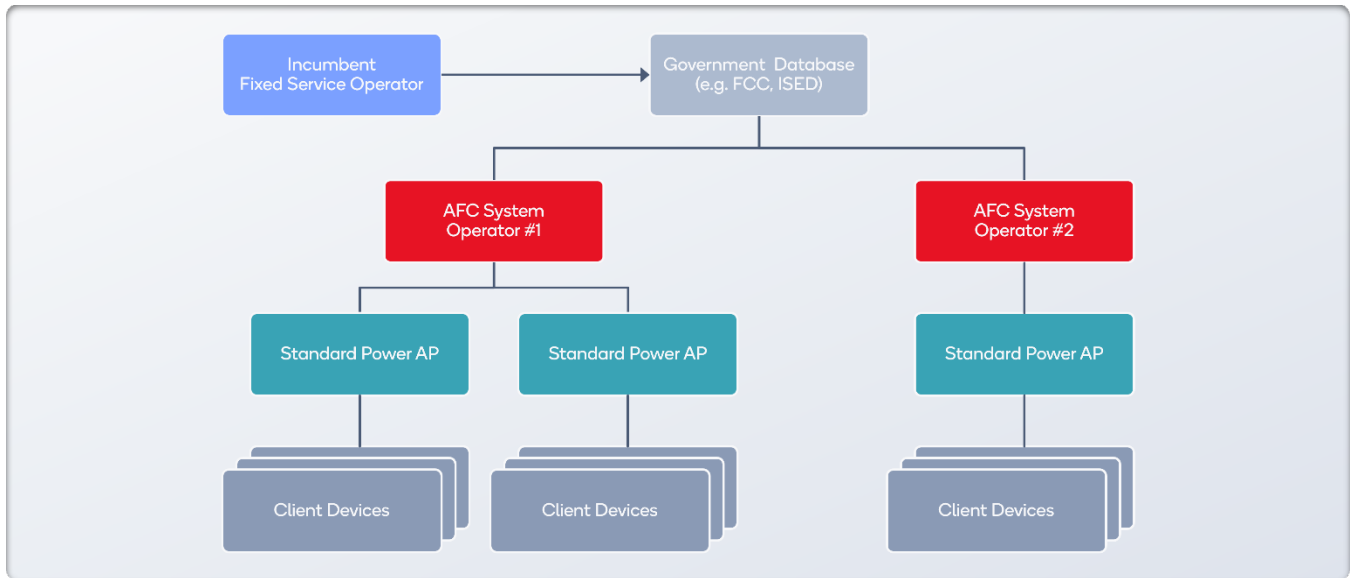 Incumbent
Fixed Service Operator
Government Database
(e.g. FCC, ISED)
AFC System
Operator #1
AFC System
Operator #2
Standard Power AP
Standard Power AP
Standard Power AP
Client Devices
Client Devices
Client Devices